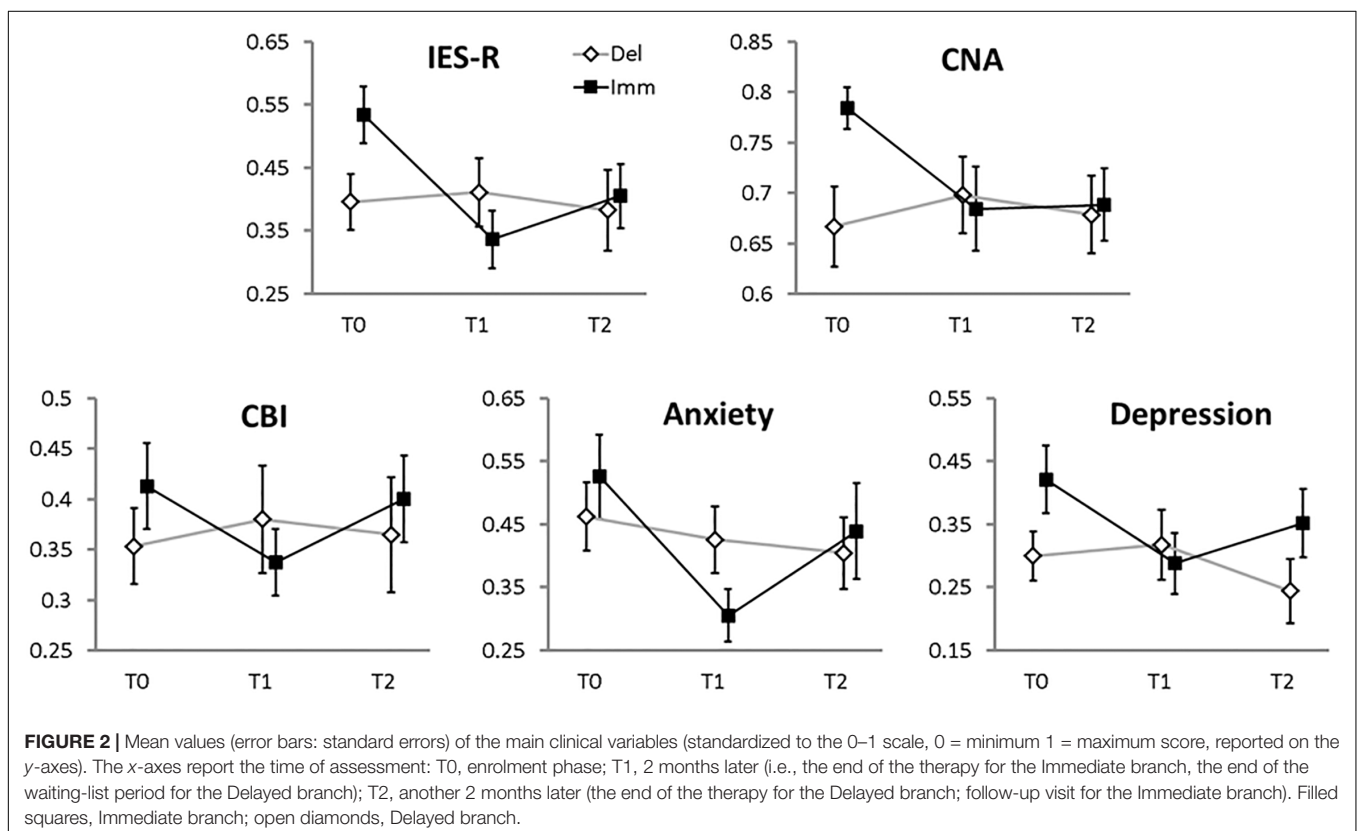 IES-R
Del
Imm
0.65
0.55
0.45
0.35
0.25
T0 T1 T2
CNA
0.85
0.8
0.75
0.7
0.65
0.6
T0 T1 T2
CBI
0.5
0.45
0.4
0.35
0.3
0.25
T0 T1 T2
Anxiety
0.65
0.55
0.45
0.35
0.25
T0 T1 T2
Depression
0.55
0.45
0.35
0.25
0.15
T0 T1 T2
FIGURE 2 | Mean values (error bars: standard errors) of the main clinical variables (standardized to the 0–1 scale, 0 = minimum 1 = maximum score, reported on the
y-axes). The x-axes report the time of assessment: T0, enrolment phase; T1, 2 months later (i.e., the end of the therapy for the Immediate branch, the end of the
waiting-list period for the Delayed branch); T2, another 2 months later (the end of the therapy for the Delayed branch; follow-up visit for the Immediate branch). Filled
squares, Immediate branch; open diamonds, Delayed branch.